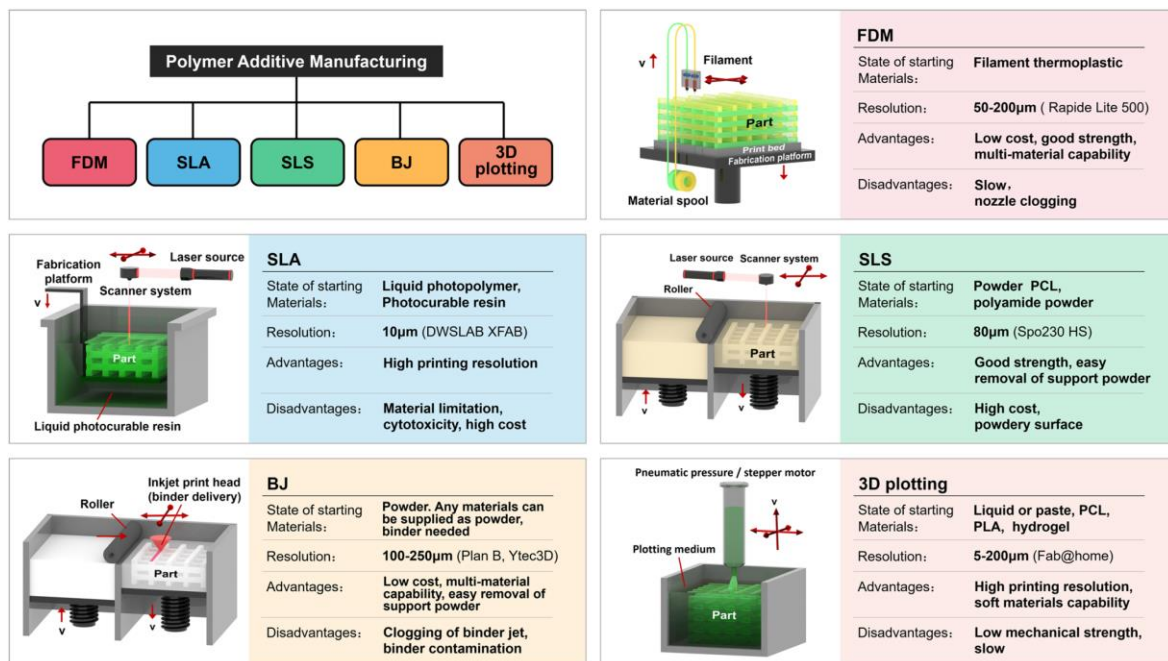 Polymer Additive Manufacturing
FDM
SLA
SLS
BJ
3D
plotting
v
Filament
Part
Print bed
Fabrication platform
Material spool
FDM
State of starting
Materials:
Filament thermoplastic
Resolution:
50-200μm ( Rapide Lite 500)
Advantages:
Low cost, good strength,
multi-material capability
Disadvantages:
Slow,
nozzle clogging
Fabrication
platform
v
Laser source
Scanner system
Part
Liquid photocurable resin
SLA
State of starting
Materials:
Liquid photopolymer,
Photocurable resin
Resolution:
10μm (DWSLAB XFAB)
Advantages:
High printing resolution
Disadvantages:
Material limitation,
cytotoxicity, high cost
Laser source
Scanner system
Roller
Part
v
v
SLS
State of starting
Materials:
Powder PCL,
polyamide powder
Resolution:
80μm (Spo230 HS)
Advantages:
Good strength, easy
removal of support powder
Disadvantages:
High cost,
powdery surface
Inkjet print head
(binder delivery)
Roller
Part
v
v
BJ
State of starting
Materials:
Powder. Any materials can
be supplied as powder,
binder needed
Resolution:
100-250μm (Plan B, Ytec3D)
Advantages:
Low cost, multi-material
capability, easy removal of
support powder
Disadvantages:
Clogging of binder jet,
binder contamination
Pneumatic pressure / stepper motor
v
Plotting medium
Part
3D plotting
State of starting
Materials:
Liquid or paste, PCL,
PLA, hydrogel
Resolution:
5-200μm (Fab@home)
Advantages:
High printing resolution,
soft materials capability
Disadvantages:
Low mechanical strength,
slow